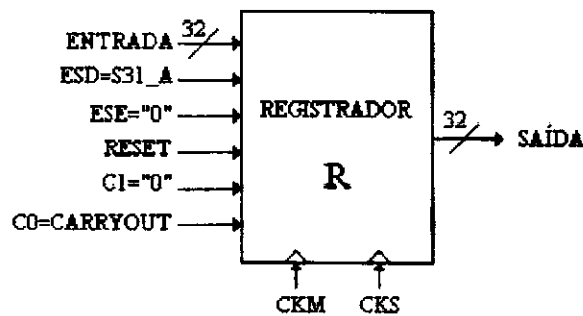 ENTRADA
32
ESD=S31_A
ESE="0"
RESET
C1="0"
C0=CARRYOUT
REGISTRADOR
R
32
SAÍDA
CKM
CKS